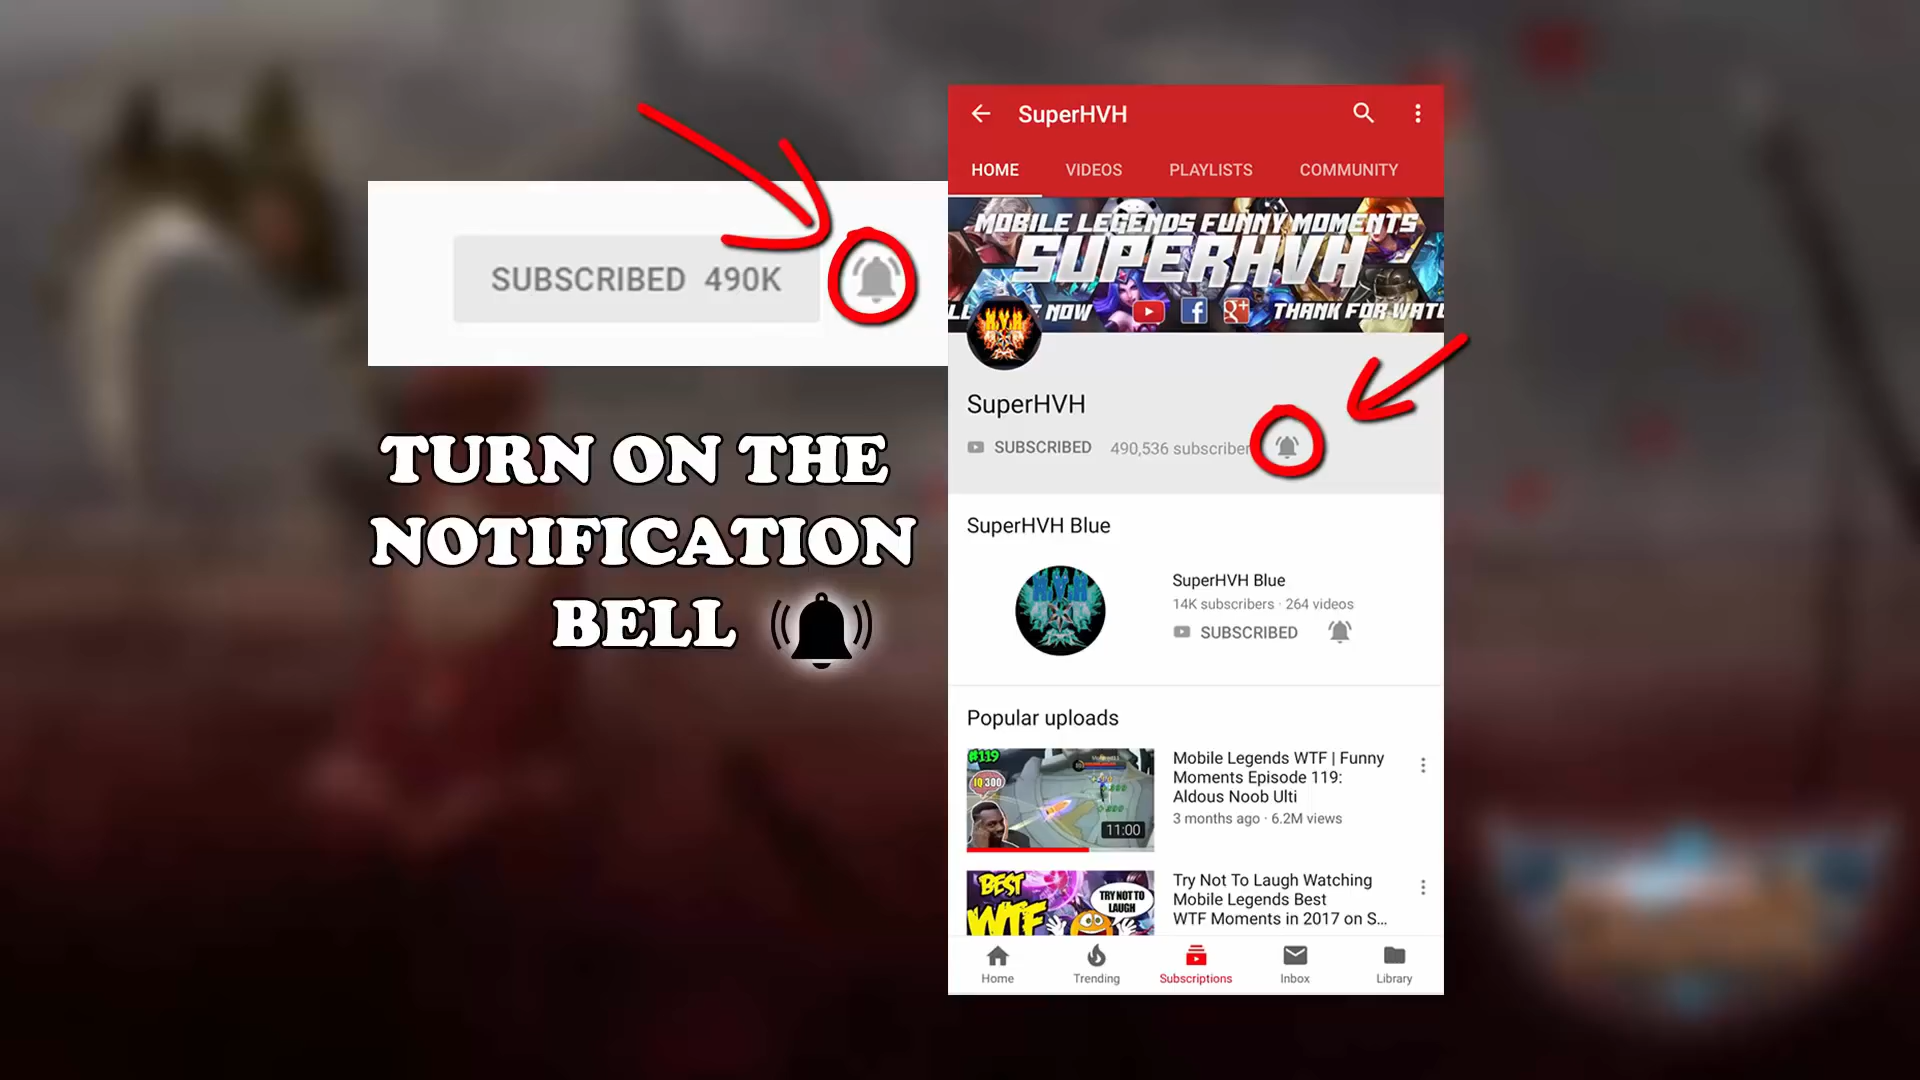 SUBSCRIBED 490K
TURN ON THE
NOTIFICATION
BELL
SuperHVH
HOME VIDEOS PLAYLISTS COMMUNITY
MOBILE LEGENDS FUNNY MOMENTS
SUPERHVH
NOW
THANK FOR WATC
H.V.H
SuperHVH
SUBSCRIBED 490,536 subscriber
SuperHVH Blue
H.V.H
SuperHVH Blue
14K subscribers · 264 videos
SUBSCRIBED
Popular uploads
#119
IQ 300
11:00
Mobile Legends WTF | Funny
Moments Episode 119:
Aldous Noob Ulti
3 months ago · 6.2M views
BEST
WTF
TRY NOT TO
LAUGH
Try Not To Laugh Watching
Mobile Legends Best
WTF Moments in 2017 on S...
Home Trending Subscriptions Inbox Library